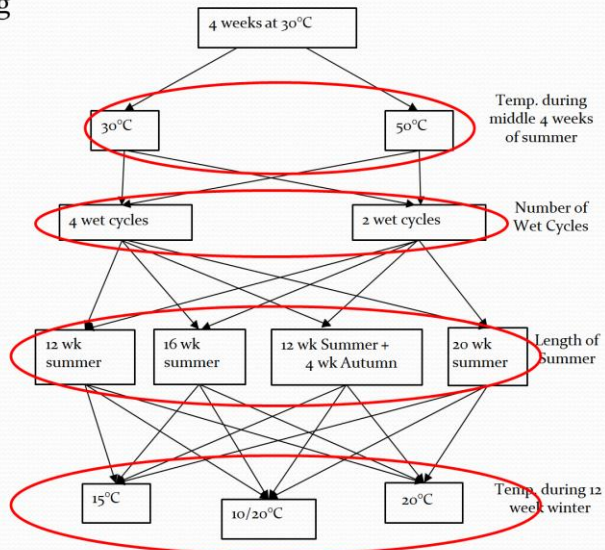 g
4 weeks at 30°C
30°C
50°C
Temp. during
middle 4 weeks
of summer
4 wet cycles
2 wet cycles
Number of
Wet Cycles
12 wk
summer
16 wk
summer
12 wk Summer +
4 wk Autumn
20 wk
summer
Length of
Summer
15°C
10/20°C
20°C
Temp. during 12
week winter